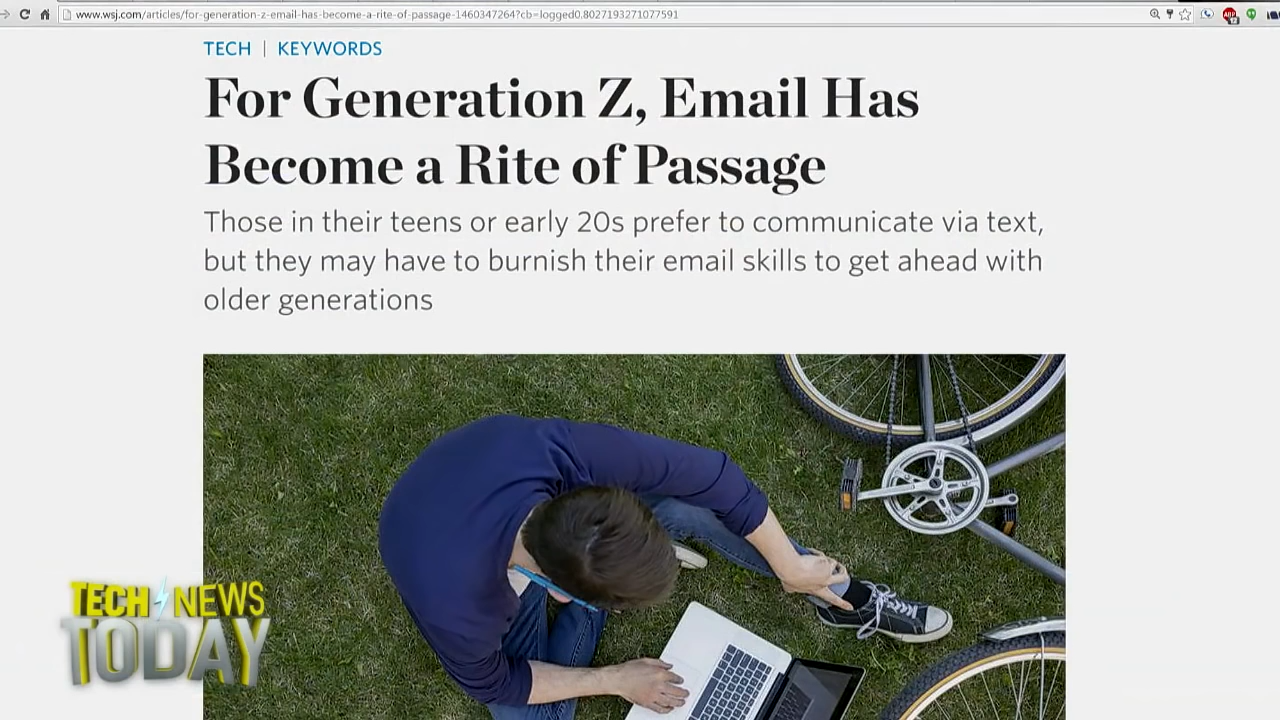 www.wsj.com/articles/for-generation-z-email-has-become-a-rite-of-passage-1460347264?cb=logged0.8027193271077591
TECH | KEYWORDS
For Generation Z, Email Has
Become a Rite of Passage
Those in their teens or early 20s prefer to communicate via text,
but they may have to burnish their email skills to get ahead with
older generations
TECH NEWS
TODAY